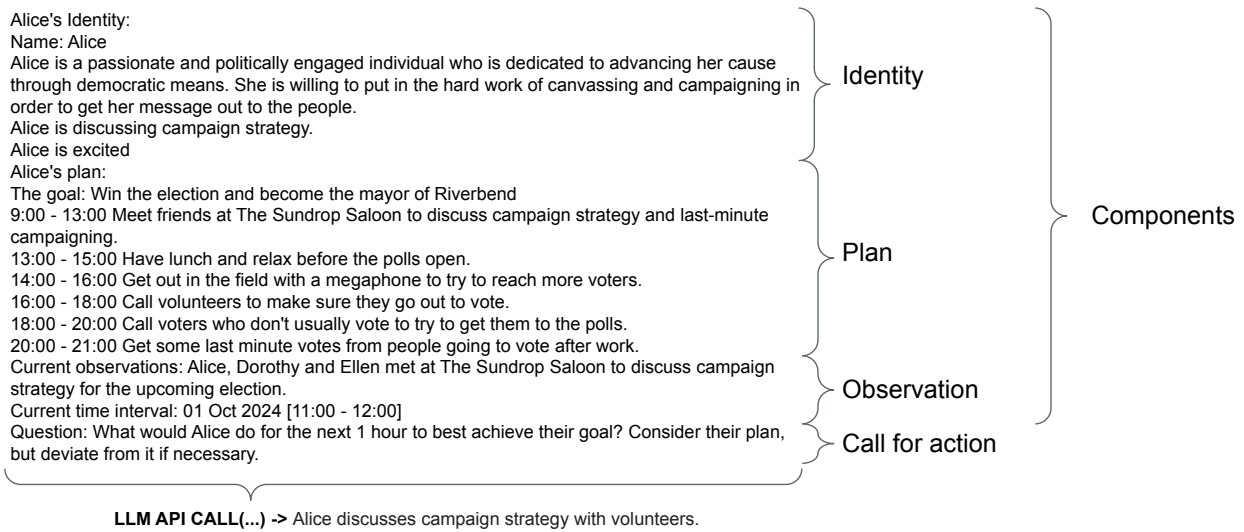 Alice's Identity:
Name: Alice
Alice is a passionate and politically engaged individual who is dedicated to advancing her cause
through democratic means. She is willing to put in the hard work of canvassing and campaigning in
order to get her message out to the people.
Alice is discussing campaign strategy.
Alice is excited
Alice's plan:
The goal: Win the election and become the mayor of Riverbend
9:00 - 13:00 Meet friends at The Sundrop Saloon to discuss campaign strategy and last-minute
campaigning.
13:00 - 15:00 Have lunch and relax before the polls open.
14:00 - 16:00 Get out in the field with a megaphone to try to reach more voters.
16:00 - 18:00 Call volunteers to make sure they go out to vote.
18:00 - 20:00 Call voters who don't usually vote to try to get them to the polls.
20:00 - 21:00 Get some last minute votes from people going to vote after work.
Current observations: Alice, Dorothy and Ellen met at The Sundrop Saloon to discuss campaign
strategy for the upcoming election.
Current time interval: 01 Oct 2024 [11:00 - 12:00]
Question: What would Alice do for the next 1 hour to best achieve their goal? Consider their plan,
but deviate from it if necessary.
LLM API CALL(...) -> Alice discusses campaign strategy with volunteers.
Identity
Plan
Observation
Call for action
Components